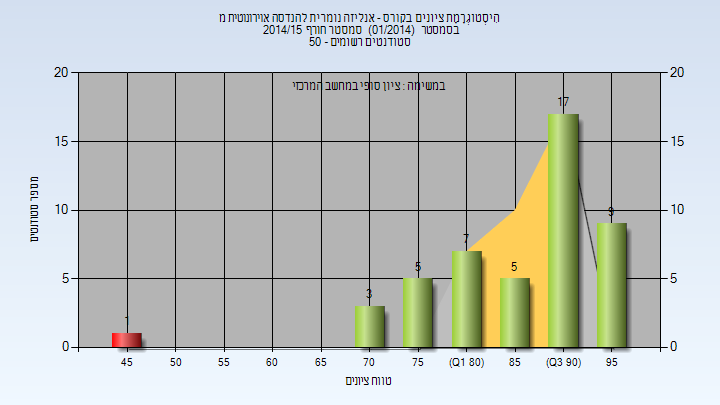 היסטוגרמת ציונים בקורס - אנליזה נומרית להנדסה אוירונוטית מ
בסמסטר (01/2014) סמסטר חורף 2014/15
סטודנטים רשומים - 50
במשימה : ציון סופי במחשב המרכזי
20 20
15 15
10 10
5 5
0 0
מספר סטודנטים
1 3 5 7 5 17 9
45 50 55 60 65 70 75 (Q1 80) 85 (Q3 90) 95
טווח ציונים